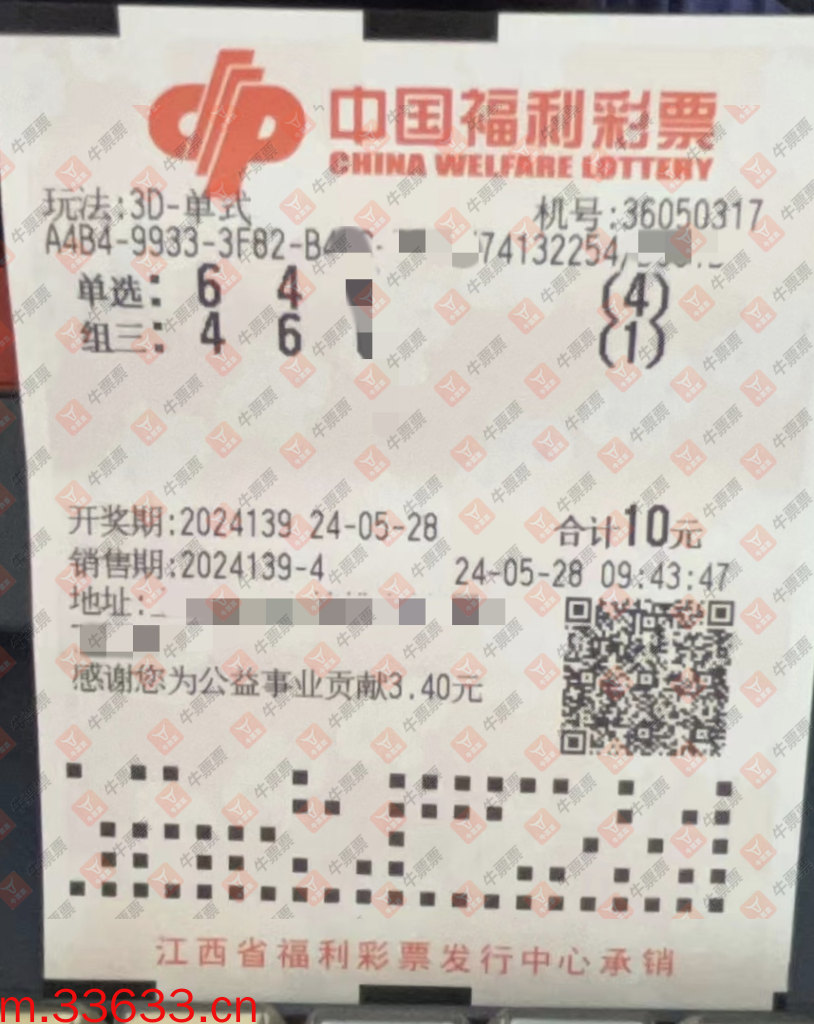 中国福利彩票
CHINA WELFARE LOTTERY
玩法:3D-单式 机号:36050317
A4B4-9933-3F82-B4 74132254
单选: 6 4 (4)
组三: 4 6 (1)
开奖期:2024139 24-05-28 合计10元
销售期:2024139-4 24-05-28 09:43:47
地址:
感谢您为公益事业贡献3.40元
江西省福利彩票发行中心承销
m.33633.cn
牛票票